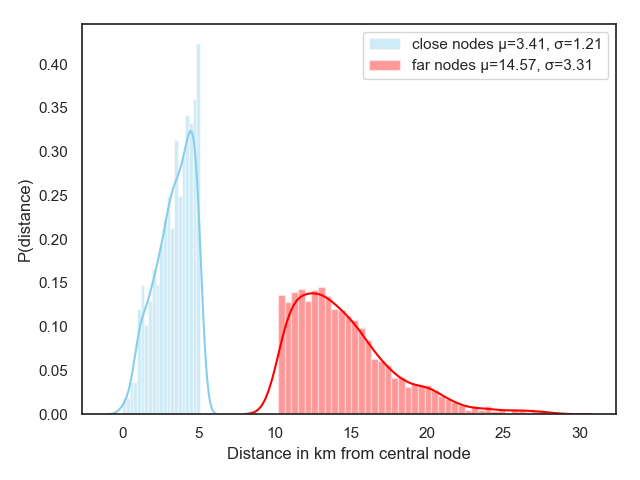 close nodes μ=3.41, σ=1.21
far nodes μ=14.57, σ=3.31
0.40
0.35
0.30
0.25
0.20
0.15
0.10
0.05
0.00
P(distance)
0 5 10 15 20 25 30
Distance in km from central node